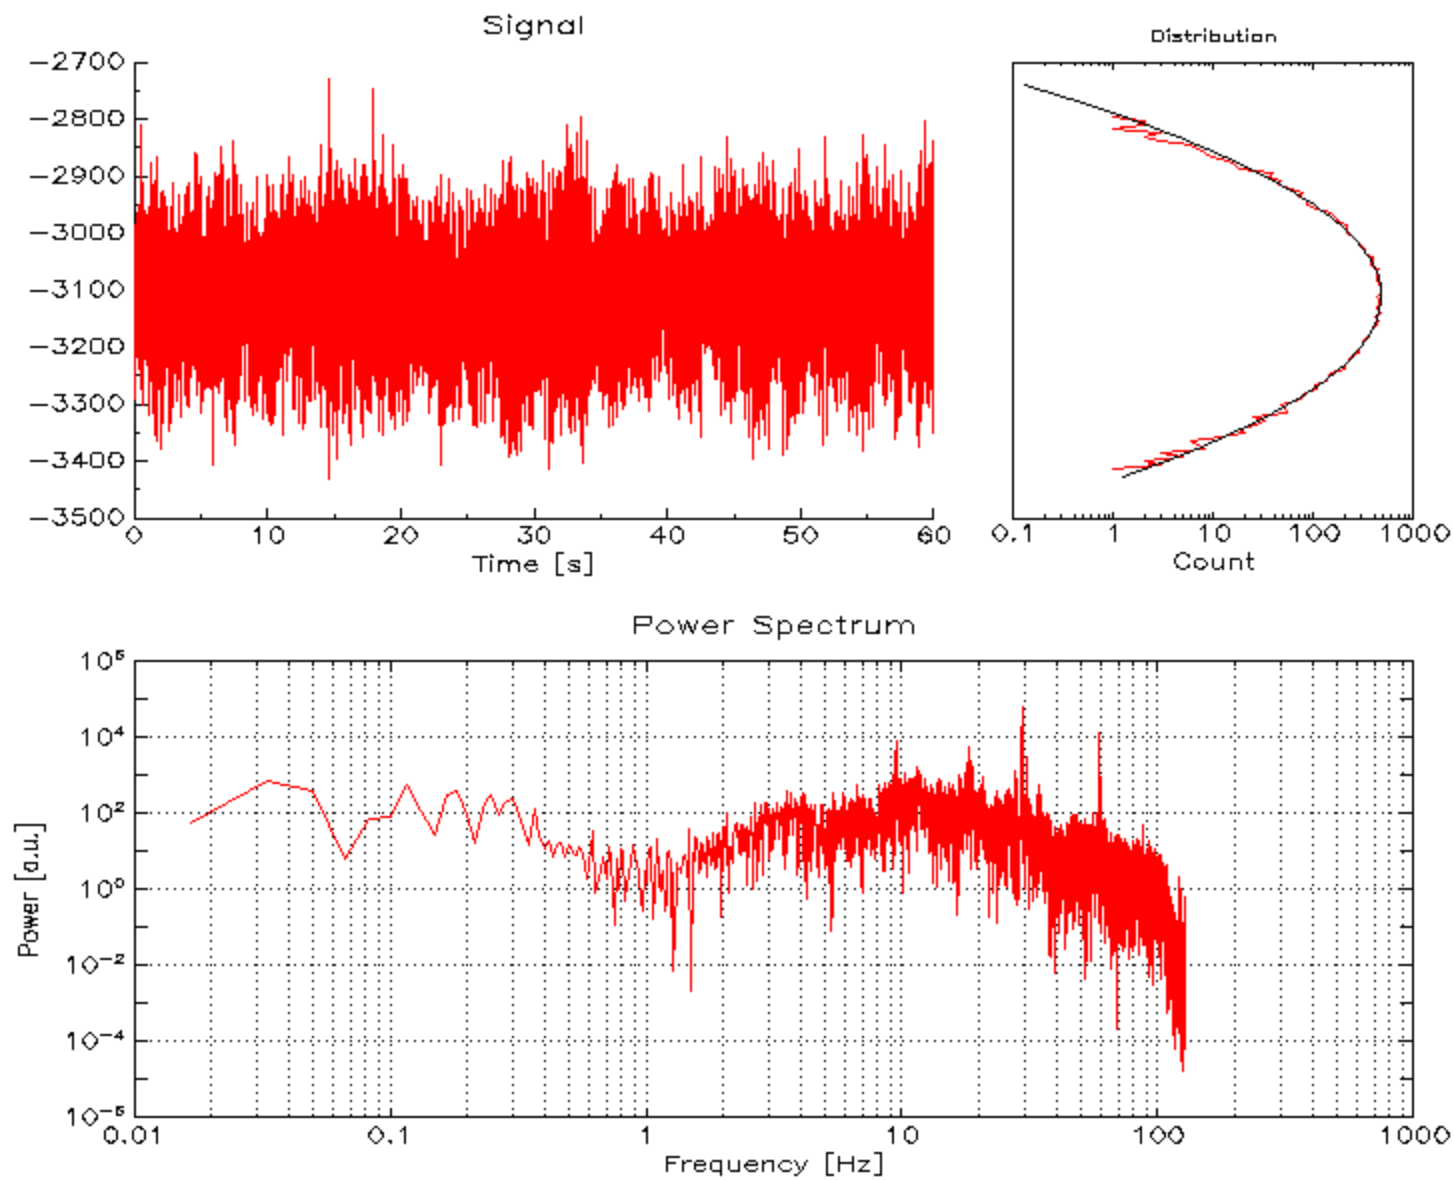 Signal
−2700
−2800
−2900
−3000
−3100
−3200
−3300
−3400
−3500
0 10 20 30 40 50 60
Time [s]
Distribution
0.1 1 10 100 1000
Count
Power Spectrum
10⁶
10⁴
10²
10⁰
10⁻²
10⁻⁴
10⁻⁶
Power [a.u.]
0.01 0.1 1 10 100 1000
Frequency [Hz]